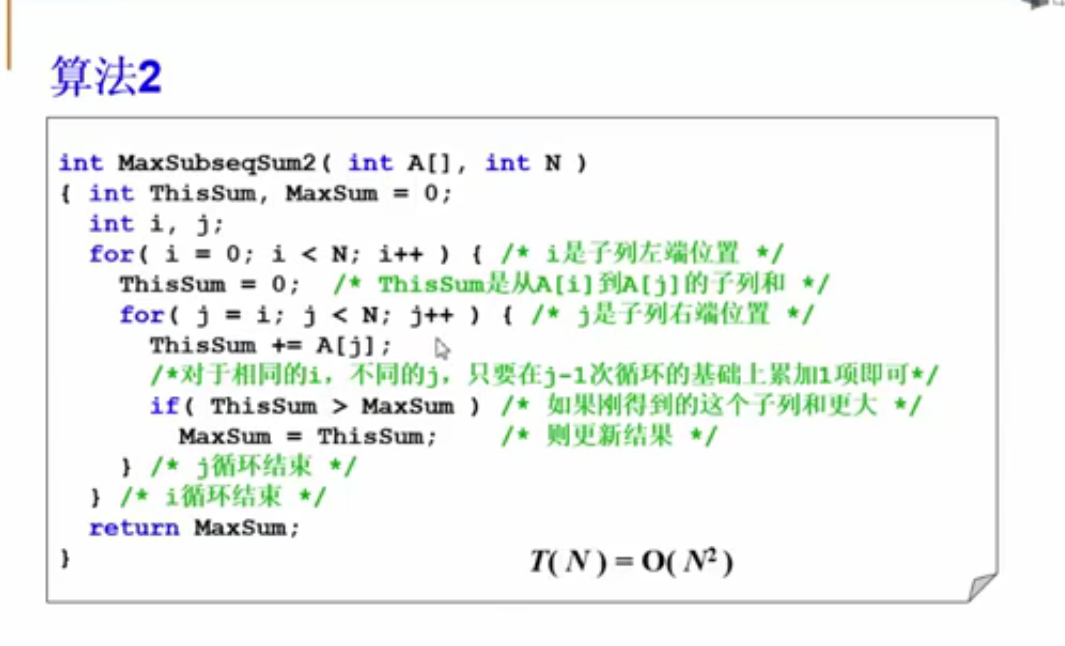 算法2
int MaxSubseqSum2( int A[], int N )
{ int ThisSum, MaxSum = 0;
int i, j;
for( i = 0; i < N; i++ ) { /* i是子列左端位置 */
ThisSum = 0; /* ThisSum是从A[i]到A[j]的子列和 */
for( j = i; j < N; j++ ) { /* j是子列右端位置 */
ThisSum += A[j];
/*对于相同的i，不同的j，只要在j-1次循环的基础上累加1项即可*/
if( ThisSum > MaxSum ) /* 如果刚得到的这个子列和更大 */
MaxSum = ThisSum; /* 则更新结果 */
} /* j循环结束 */
} /* i循环结束 */
return MaxSum;
}
T( N ) = O( N² )